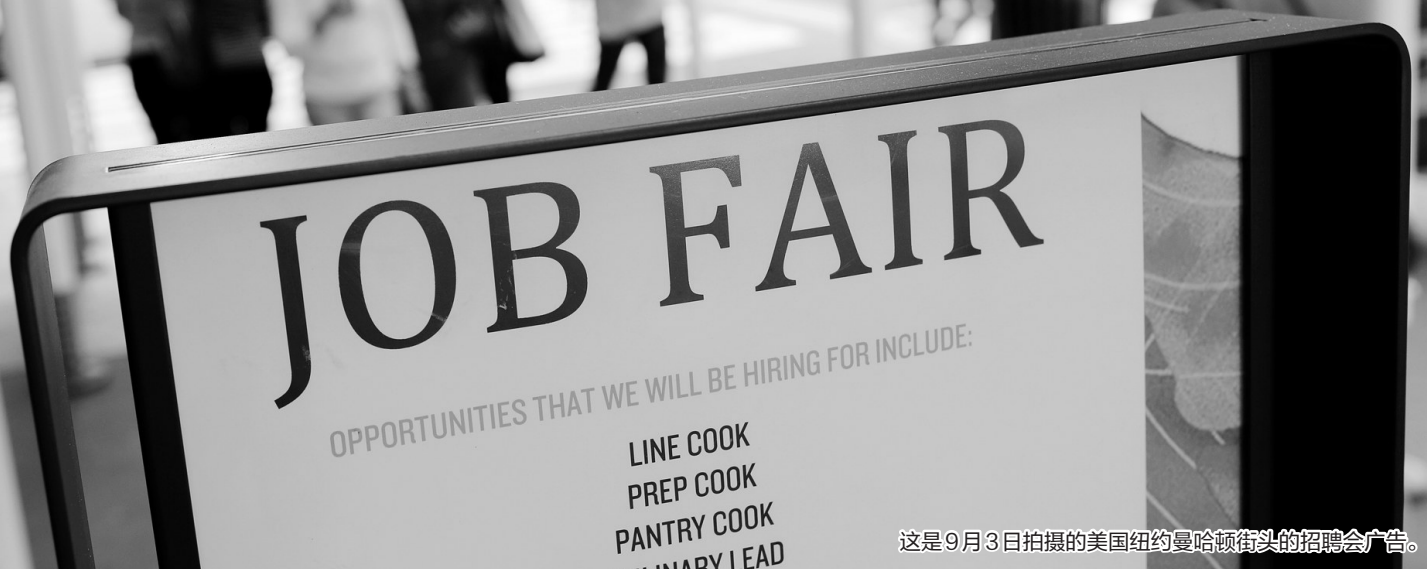 JOB FAIR
OPPORTUNITIES THAT WE WILL BE HIRING FOR INCLUDE:
LINE COOK
PREP COOK
PANTRY COOK
LEAD
这是9月3日拍摄的美国纽约曼哈顿街头的招聘会广告。